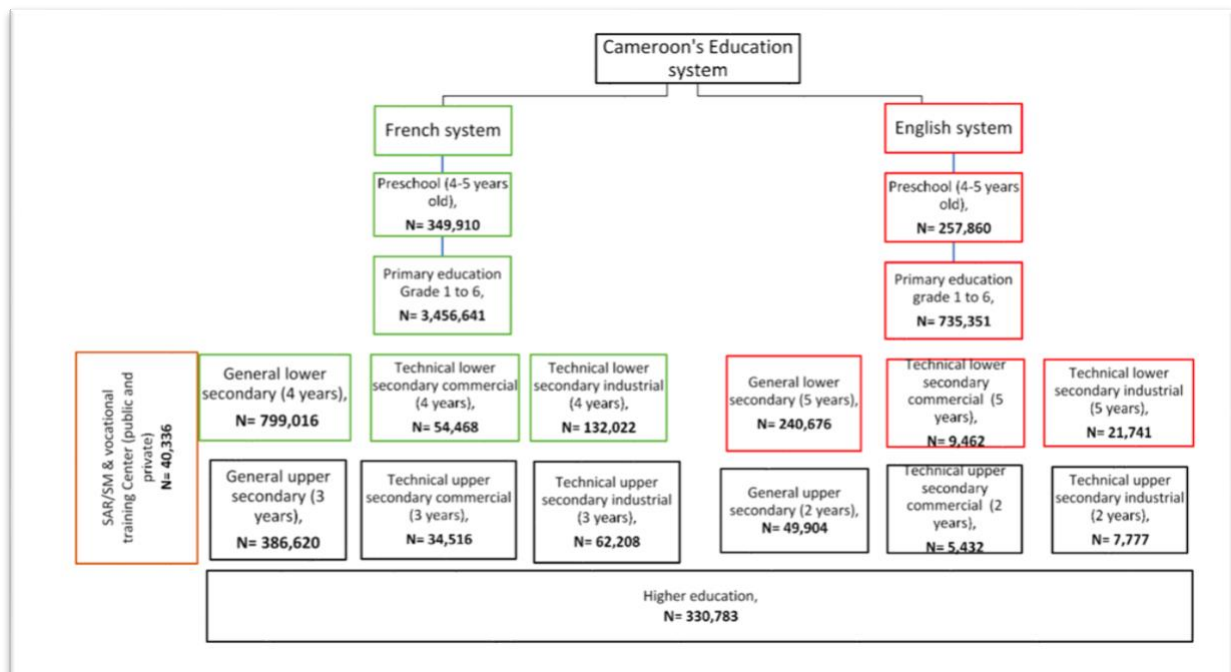 Cameroon's Education
system
French system
English system
Preschool (4-5 years
old),
N= 349,910
Preschool (4-5 years
old),
N= 257,860
Primary education
Grade 1 to 6,
N= 3,456,641
Primary education
grade 1 to 6,
N= 735,351
SAR/SM & vocational
training Center (public and
private)
N= 40,336
General lower
secondary (4 years),
N= 799,016
Technical lower
secondary commercial
(4 years),
N= 54,468
Technical lower
secondary industrial
(4 years),
N= 132,022
General lower
secondary (5 years),
N= 240,676
Technical lower
secondary
commercial (5
years),
N= 9,462
Technical lower
secondary industrial
(5 years),
N= 21,741
General upper
secondary (3
years),
N= 386,620
Technical upper
secondary commercial
(3 years),
N= 34,516
Technical upper
secondary industrial
(3 years),
N= 62,208
General upper
secondary (2 years),
N= 49,904
Technical upper
secondary
commercial (2
years),
N= 5,432
Technical upper
secondary industrial
(2 years),
N= 7,777
Higher education,
N= 330,783